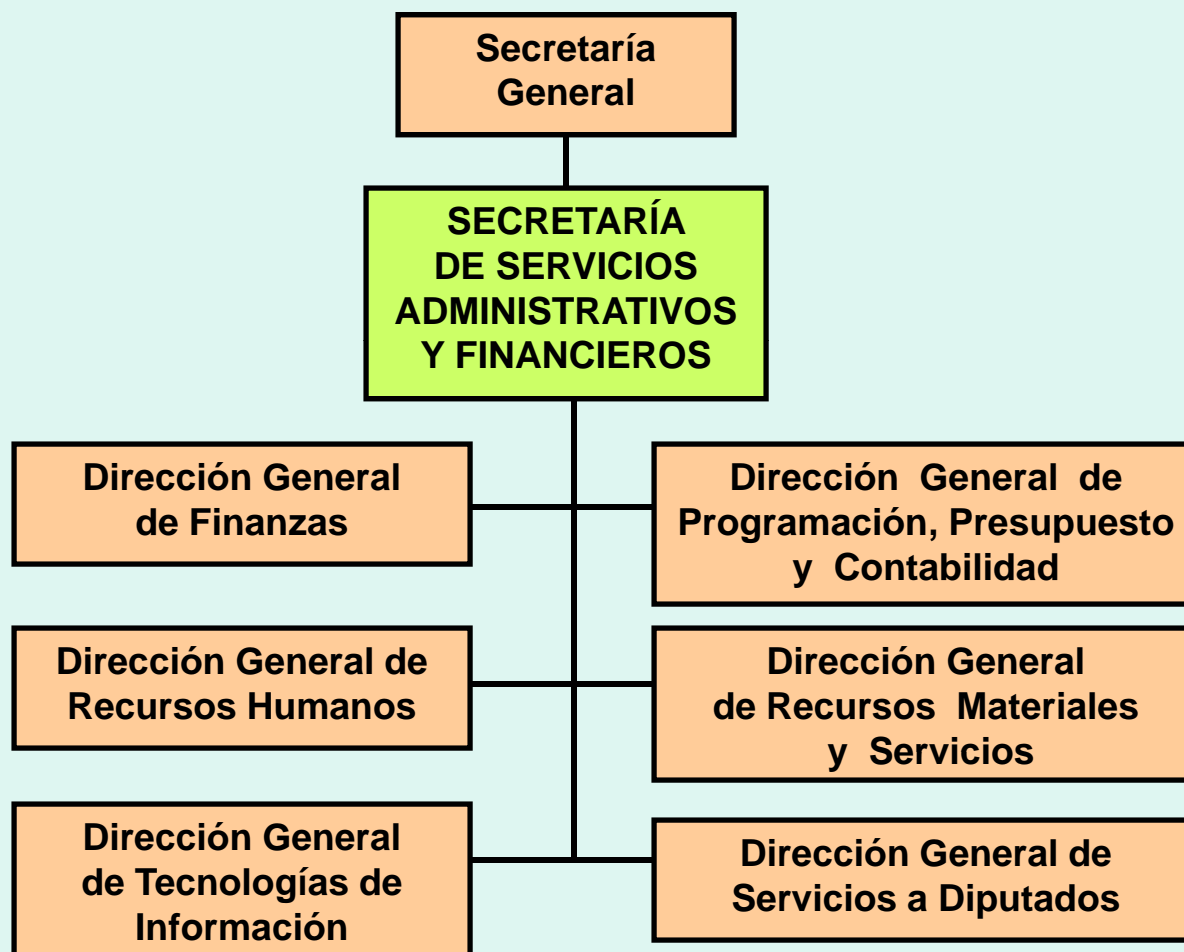 Secretaría
General
SECRETARÍA
DE SERVICIOS
ADMINISTRATIVOS
Y FINANCIEROS
Dirección General
de Finanzas
Dirección General de
Programación, Presupuesto
y Contabilidad
Dirección General de
Recursos Humanos
Dirección General
de Recursos Materiales
y Servicios
Dirección General
de Tecnologías de
Información
Dirección General de
Servicios a Diputados